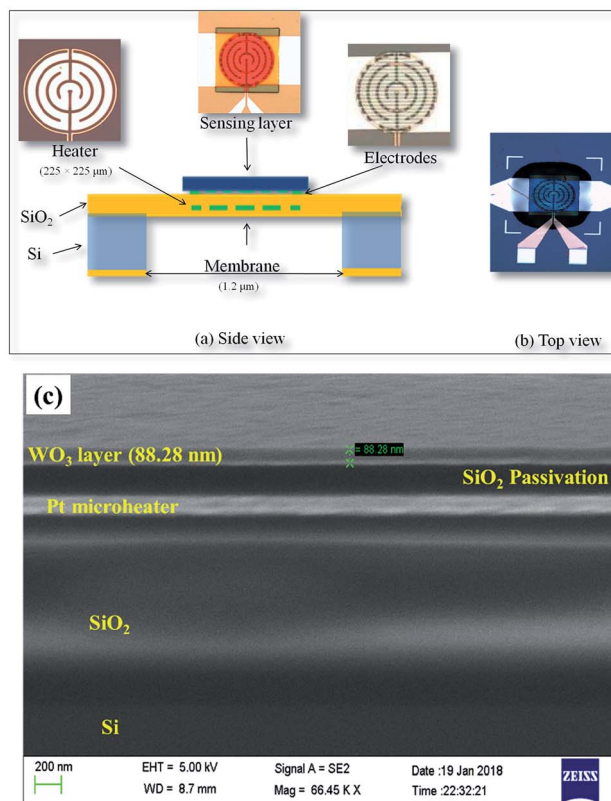 Sensing layer
Heater
(225 × 225 μm)
Electrodes
SiO2
Si
Membrane
(1.2 μm)
(a) Side view
(b) Top view
(c)
= 88.28 nm
WO3 layer (88.28 nm)
SiO2 Passivation
Pt microheater
SiO2
Si
200 nm
EHT = 5.00 kV
Signal A = SE2
Date :19 Jan 2018
WD = 8.7 mm
Mag = 66.45 K X
Time :22:32:21
ZEISS